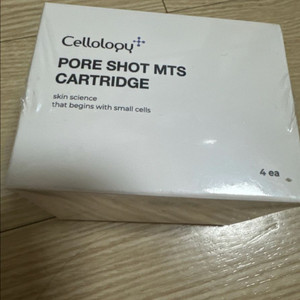 Cellology
PORE SHOT MTS
CARTRIDGE
skin science
that begins with small cells
4 ea